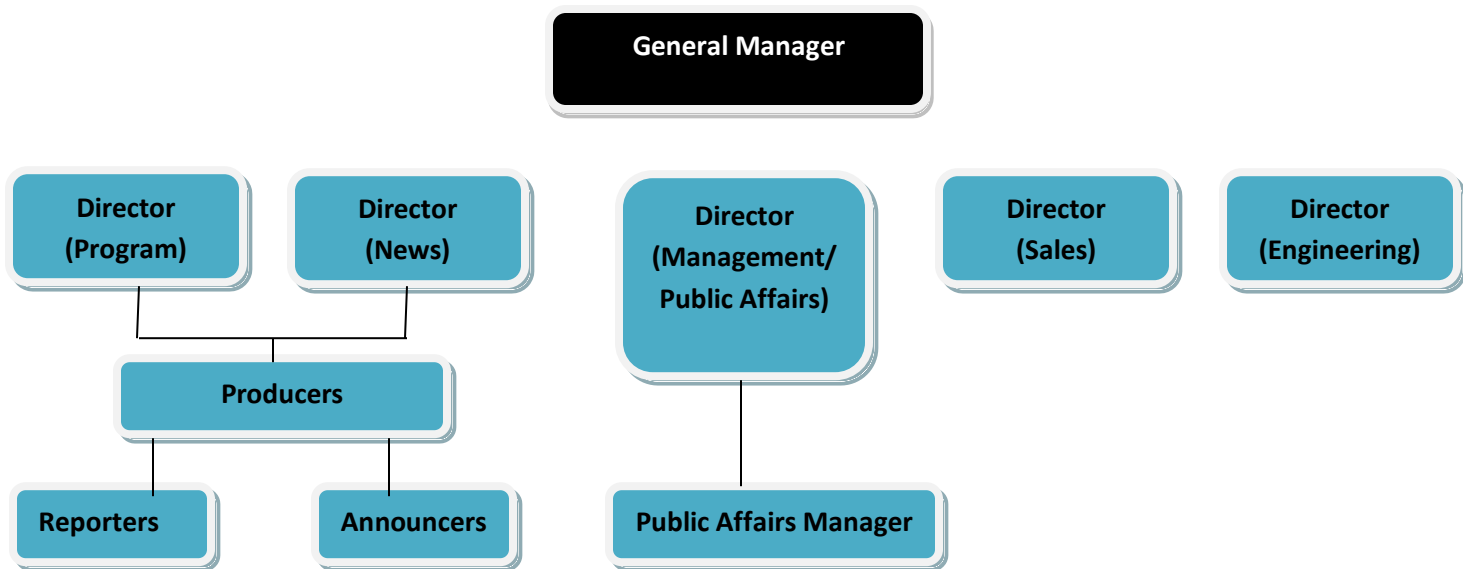 General Manager
Director
(Program)
Director
(News)
Director
(Management/
Public Affairs)
Director
(Sales)
Director
(Engineering)
Producers
Reporters
Announcers
Public Affairs Manager